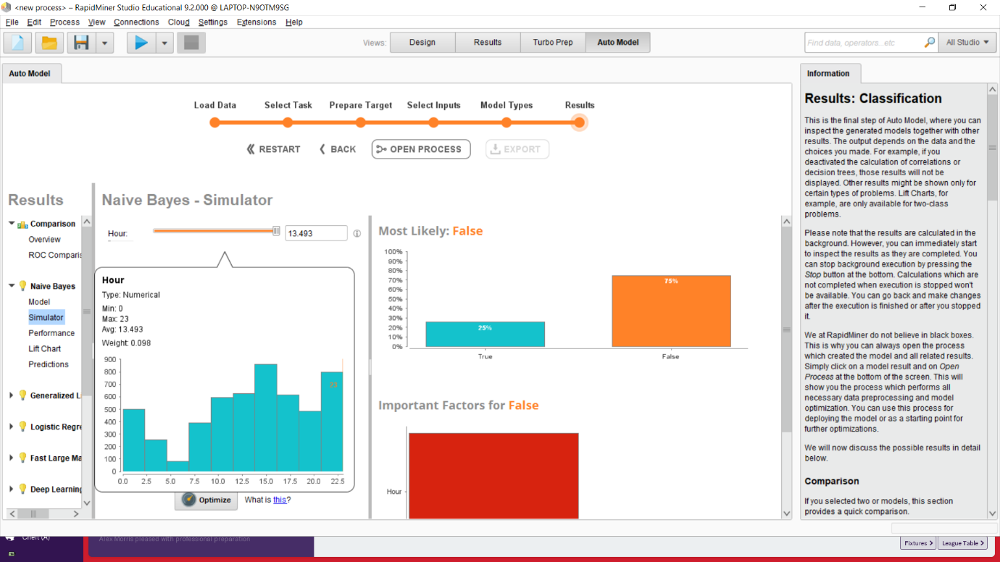 <new process> – RapidMiner Studio Educational 9.2.000 @ LAPTOP-N9OTM9SG
File Edit Process View Connections Cloud Settings Extensions Help
Views: Design Results Turbo Prep Auto Model
Find data, operators...etc All Studio
Auto Model
Load Data Select Task Prepare Target Select Inputs Model Types Results
RESTART BACK OPEN PROCESS EXPORT
Results
Comparison
Overview
ROC Comparis
Naive Bayes
Model
Simulator
Performance
Lift Chart
Predictions
Generalized Li
Logistic Regre
Fast Large Ma
Deep Learning
Naive Bayes - Simulator
Hour: 13.493
Hour
Type: Numerical
Min: 0
Max: 23
Avg: 13.493
Weight: 0.098
900
800
700
600
500
400
300
200
100
0
23
0.0 2.5 5.0 7.5 10.0 12.5 15.0 17.5 20.0 22.5
Optimize What is this?
Most Likely: False
100%
90%
80%
70%
60%
50%
40%
30%
20%
10%
0%
25%
75%
True False
Important Factors for False
Hour
Information
Results: Classification
This is the final step of Auto Model, where you can
inspect the generated models together with other
results. The output depends on the data and the
choices you made. For example, if you
deactivated the calculation of correlations or
decision trees, those results will not be
displayed. Other results might be shown only for
certain types of problems. Lift Charts, for
example, are only available for two-class
problems.
Please note that the results are calculated in the
background. However, you can immediately start
to inspect the results as they are completed. You
can stop background execution by pressing the
Stop button at the bottom. Calculations which are
not completed when execution is stopped won't
be available. You can go back and make changes
after the execution is finished or after you stopped
it.
We at RapidMiner do not believe in black boxes.
This is why you can always open the process
which created the model and all related results.
Simply click on a model result and on Open
Process at the bottom of the screen. This will
show you the process which performs all
necessary data preprocessing and model
optimization. You can use this process for
deploying the model or as a starting point for
further optimizations.
We will now discuss the possible results in detail
below.
Comparison
If you selected two or models, this section
provides a quick comparison.
Alex Morris pleased with professional preparation
Fixtures > League Table >